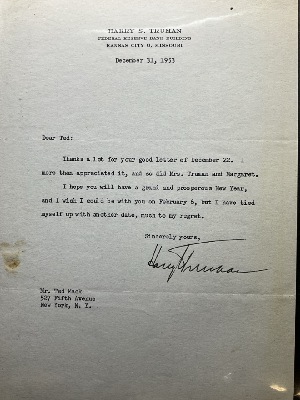 HARRY S. TRUMAN
FEDERAL RESERVE BANK BUILDING
KANSAS CITY 6, MISSOURI
December 31, 1953
Dear Ted:
Thanks a lot for your good letter of December 22. I
more than appreciated it, and so did Mrs. Truman and Margaret.
I hope you will have a grand and prosperous New Year,
and I wish I could be with you on February 6, but I have tied
myself up with another date, much to my regret.
Sincerely yours,
Harry Truman
Mr. Ted Mack
527 Fifth Avenue
New York, N. Y.